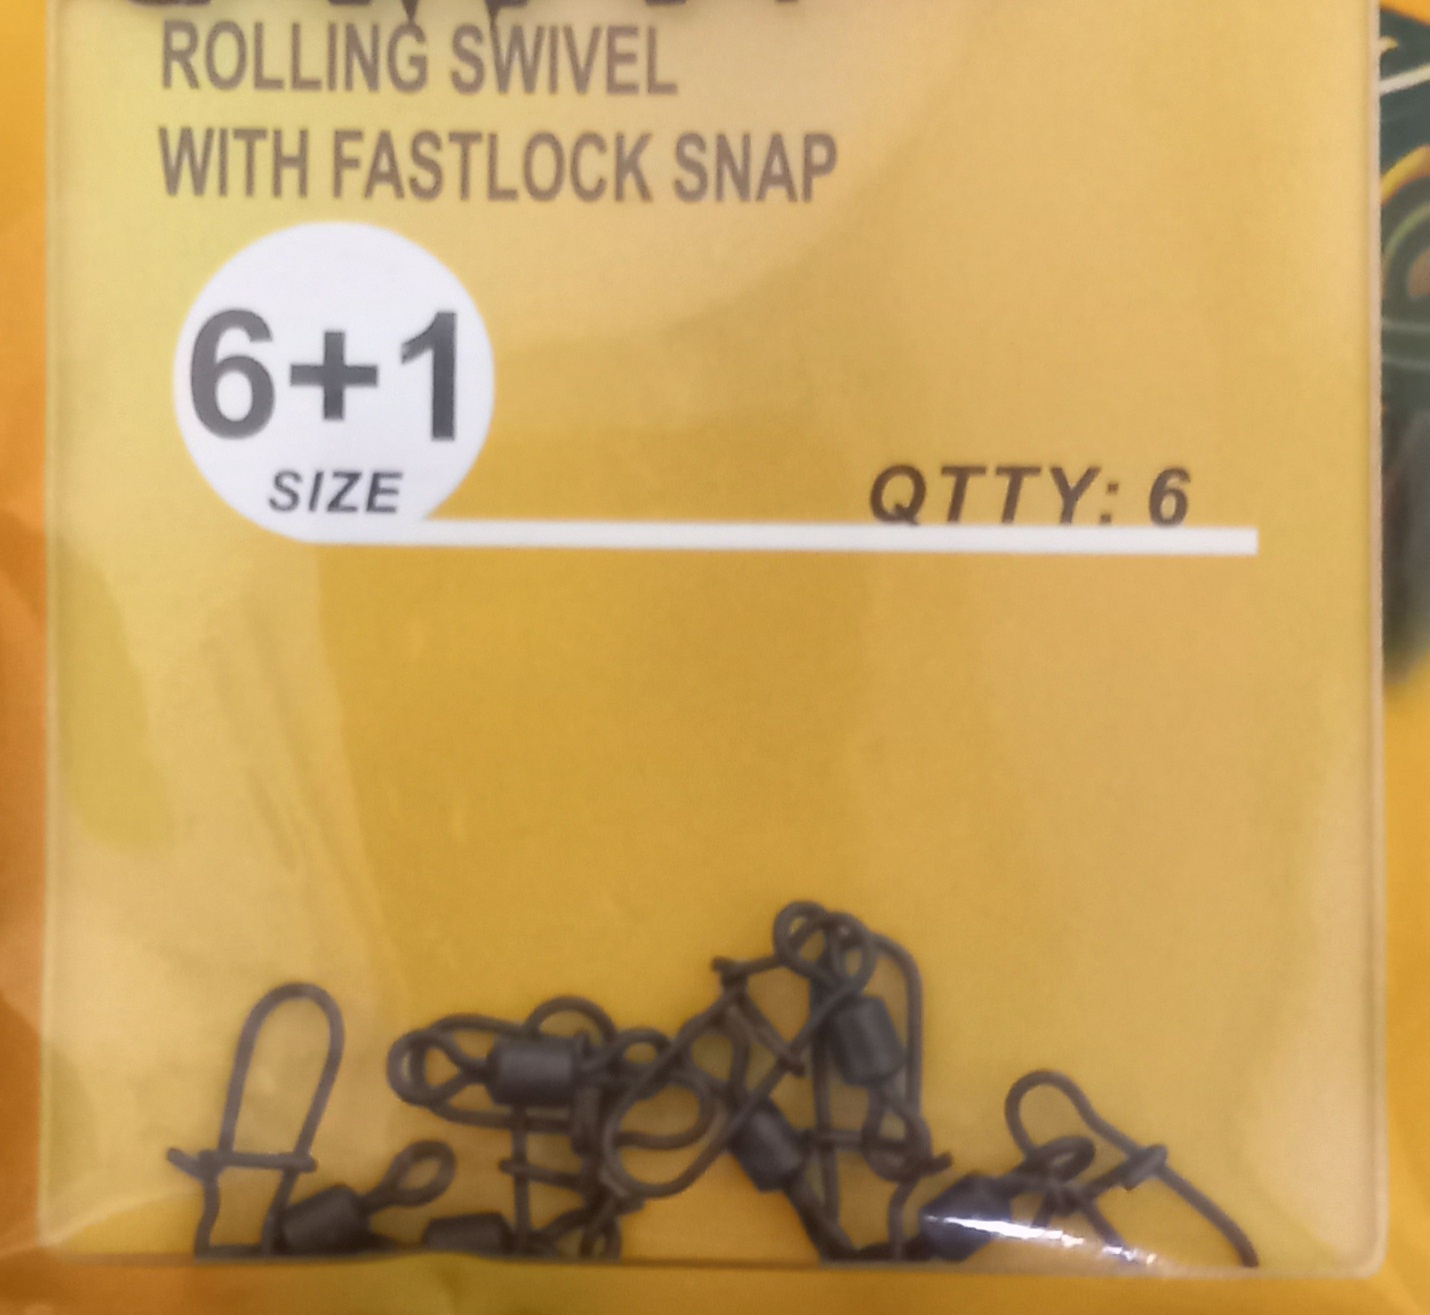 ROLLING SWIVEL
WITH FASTLOCK SNAP
6+1
SIZE
QTTY: 6